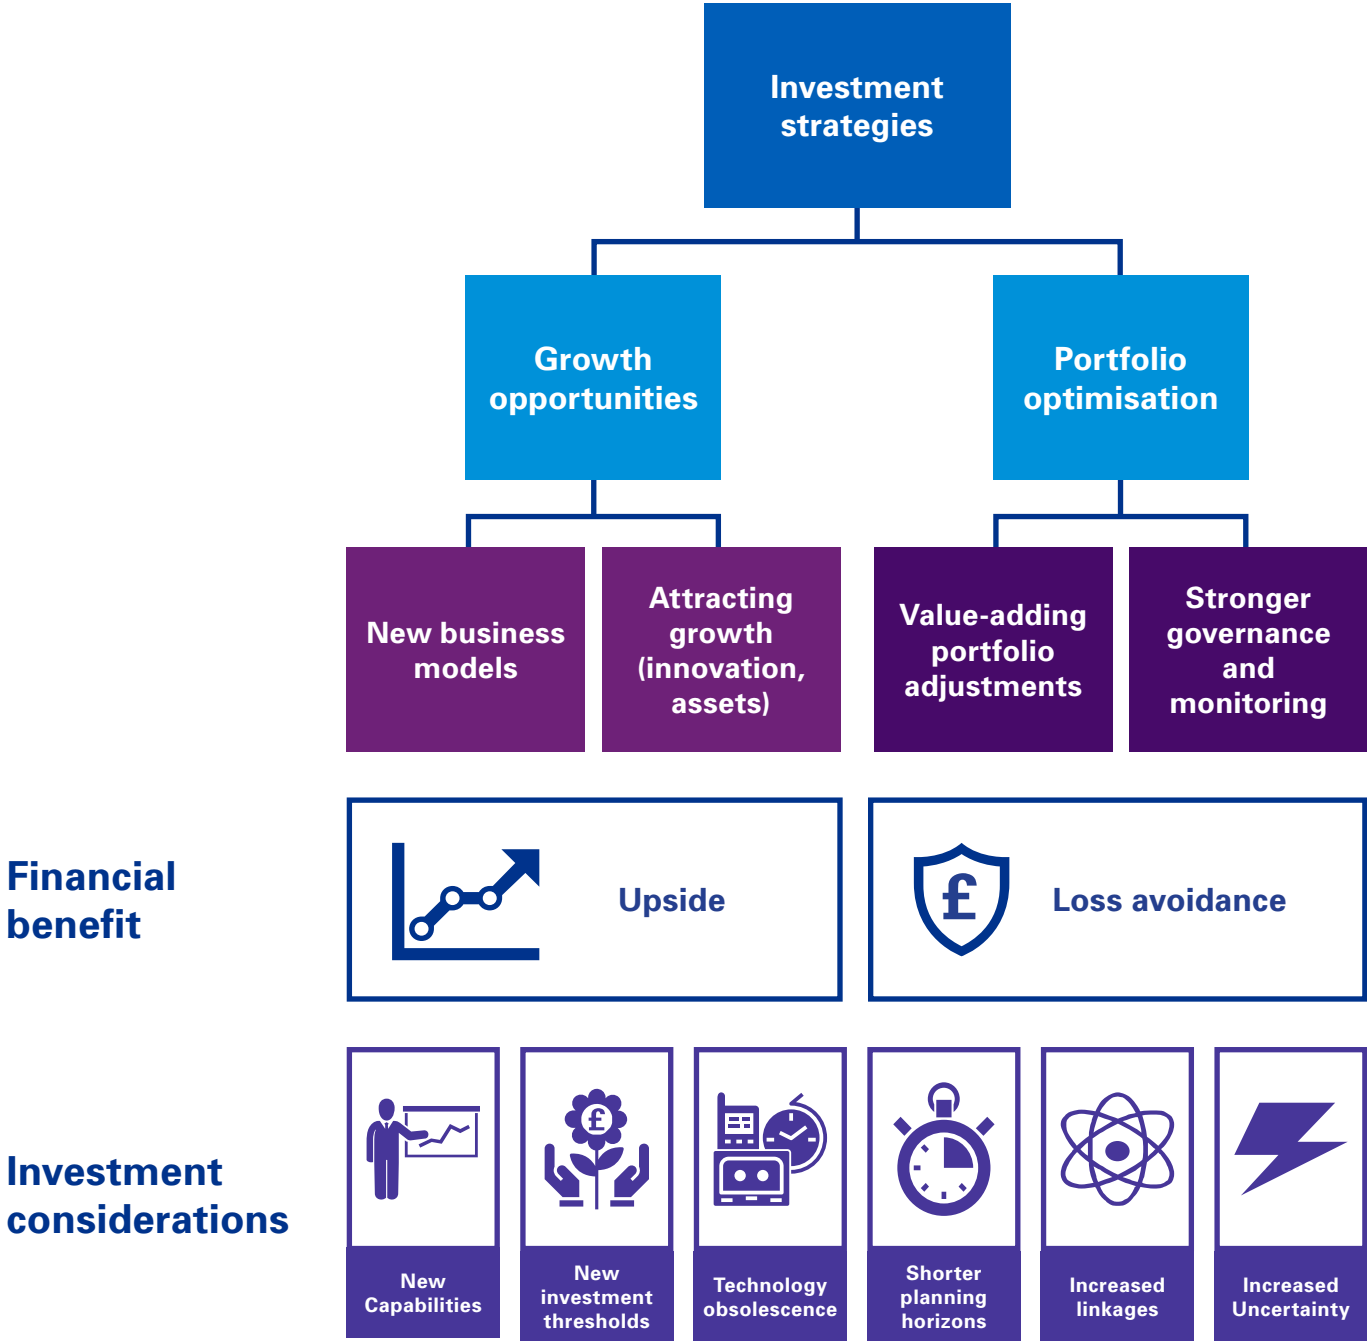 Investment
strategies
Growth
opportunities
Portfolio
optimisation
New business
models
Attracting
growth
(innovation,
assets)
Value-adding
portfolio
adjustments
Stronger
governance
and
monitoring
Financial
benefit
Upside
£
Loss avoidance
Investment
considerations
£
New
Capabilities
New
investment
thresholds
Technology
obsolescence
Shorter
planning
horizons
Increased
linkages
Increased
Uncertainty